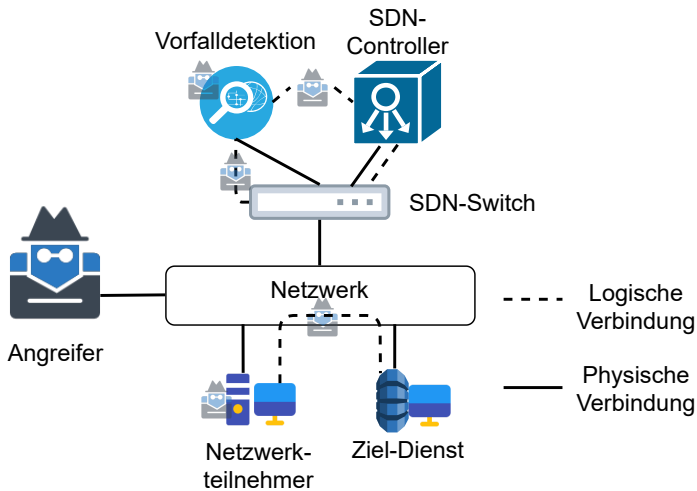 SDN-
Controller
Vorfalldetektion
SDN-Switch
Netzwerk
Angreifer
Logische
Verbindung
Physische
Verbindung
Netzwerk-
teilnehmer
Ziel-Dienst